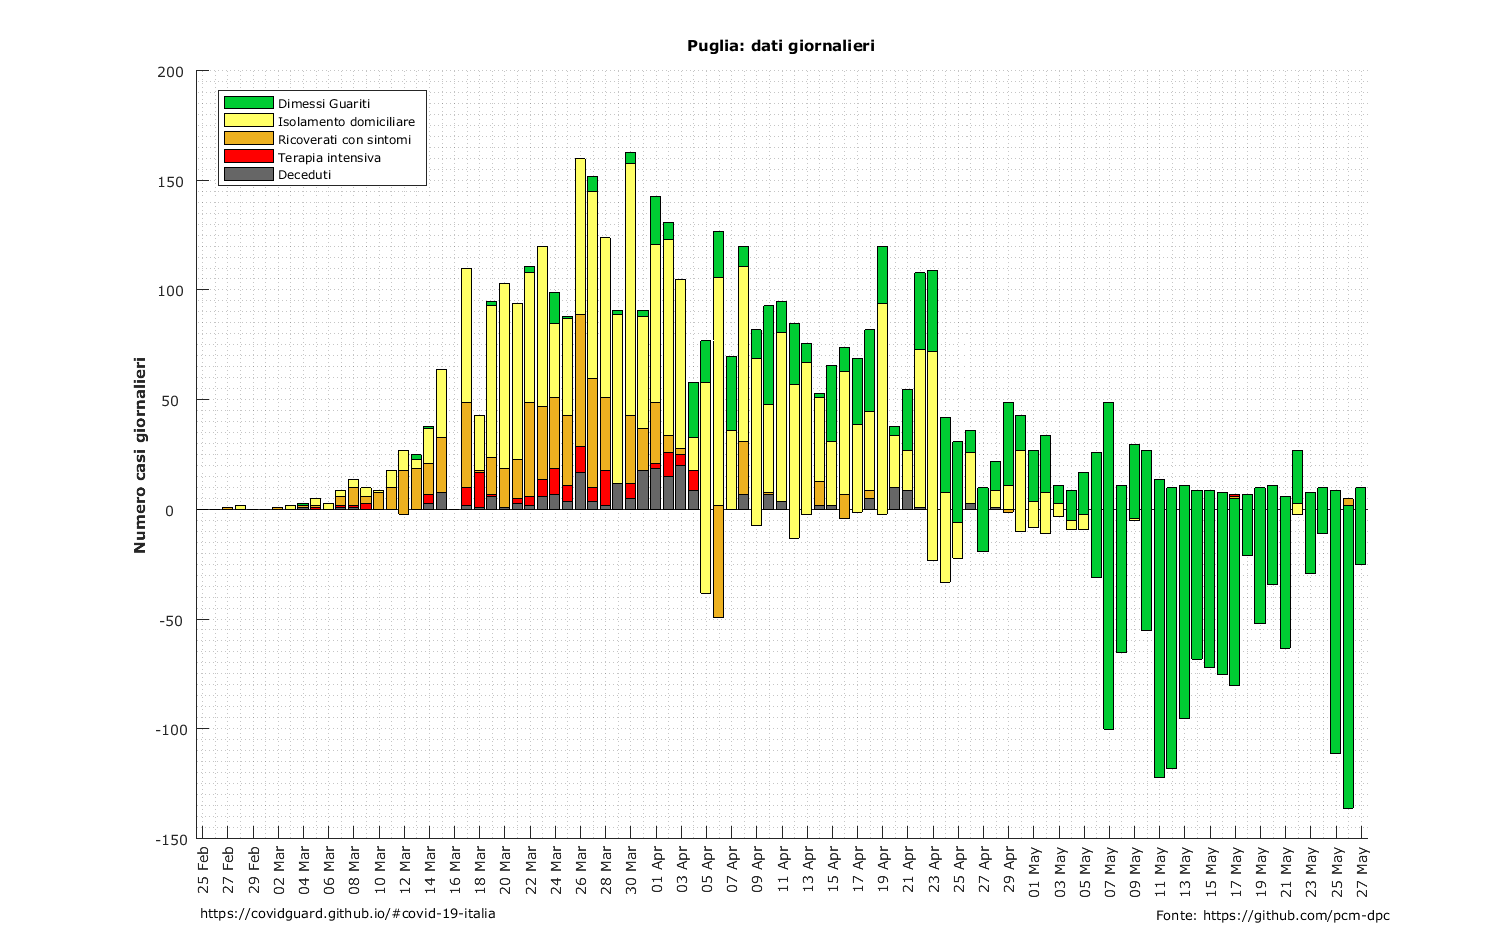 Puglia: dati giornalieri
Dimessi Guariti
Isolamento domiciliare
Ricoverati con sintomi
Terapia intensiva
Deceduti
Numero casi giornalieri
200
150
100
50
0
-50
-100
-150
25 Feb
27 Feb
29 Feb
02 Mar
04 Mar
06 Mar
08 Mar
10 Mar
12 Mar
14 Mar
16 Mar
18 Mar
20 Mar
22 Mar
24 Mar
26 Mar
28 Mar
30 Mar
01 Apr
03 Apr
05 Apr
07 Apr
09 Apr
11 Apr
13 Apr
15 Apr
17 Apr
19 Apr
21 Apr
23 Apr
25 Apr
27 Apr
29 Apr
01 May
03 May
05 May
07 May
09 May
11 May
13 May
15 May
17 May
19 May
21 May
23 May
25 May
27 May
https://covidguard.github.io/#covid-19-italia
Fonte: https://github.com/pcm-dpc